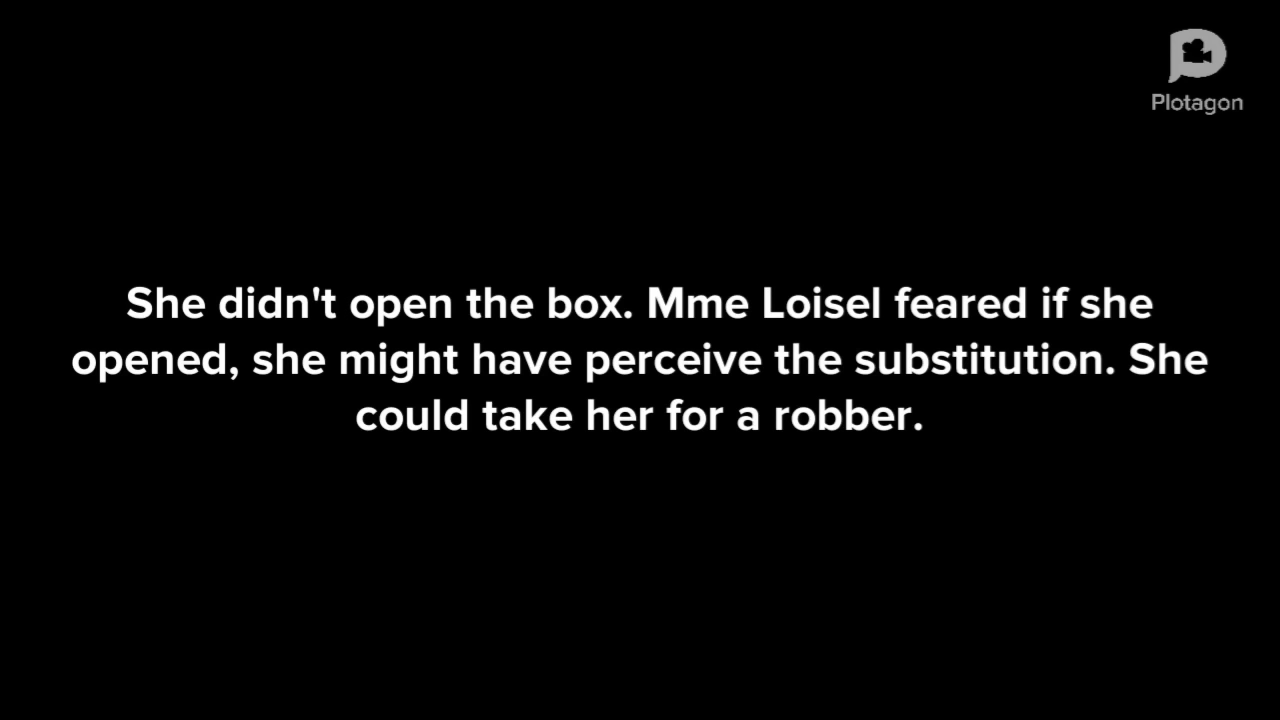 Plotagon
She didn't open the box. Mme Loisel feared if she
opened, she might have perceive the substitution. She
could take her for a robber.